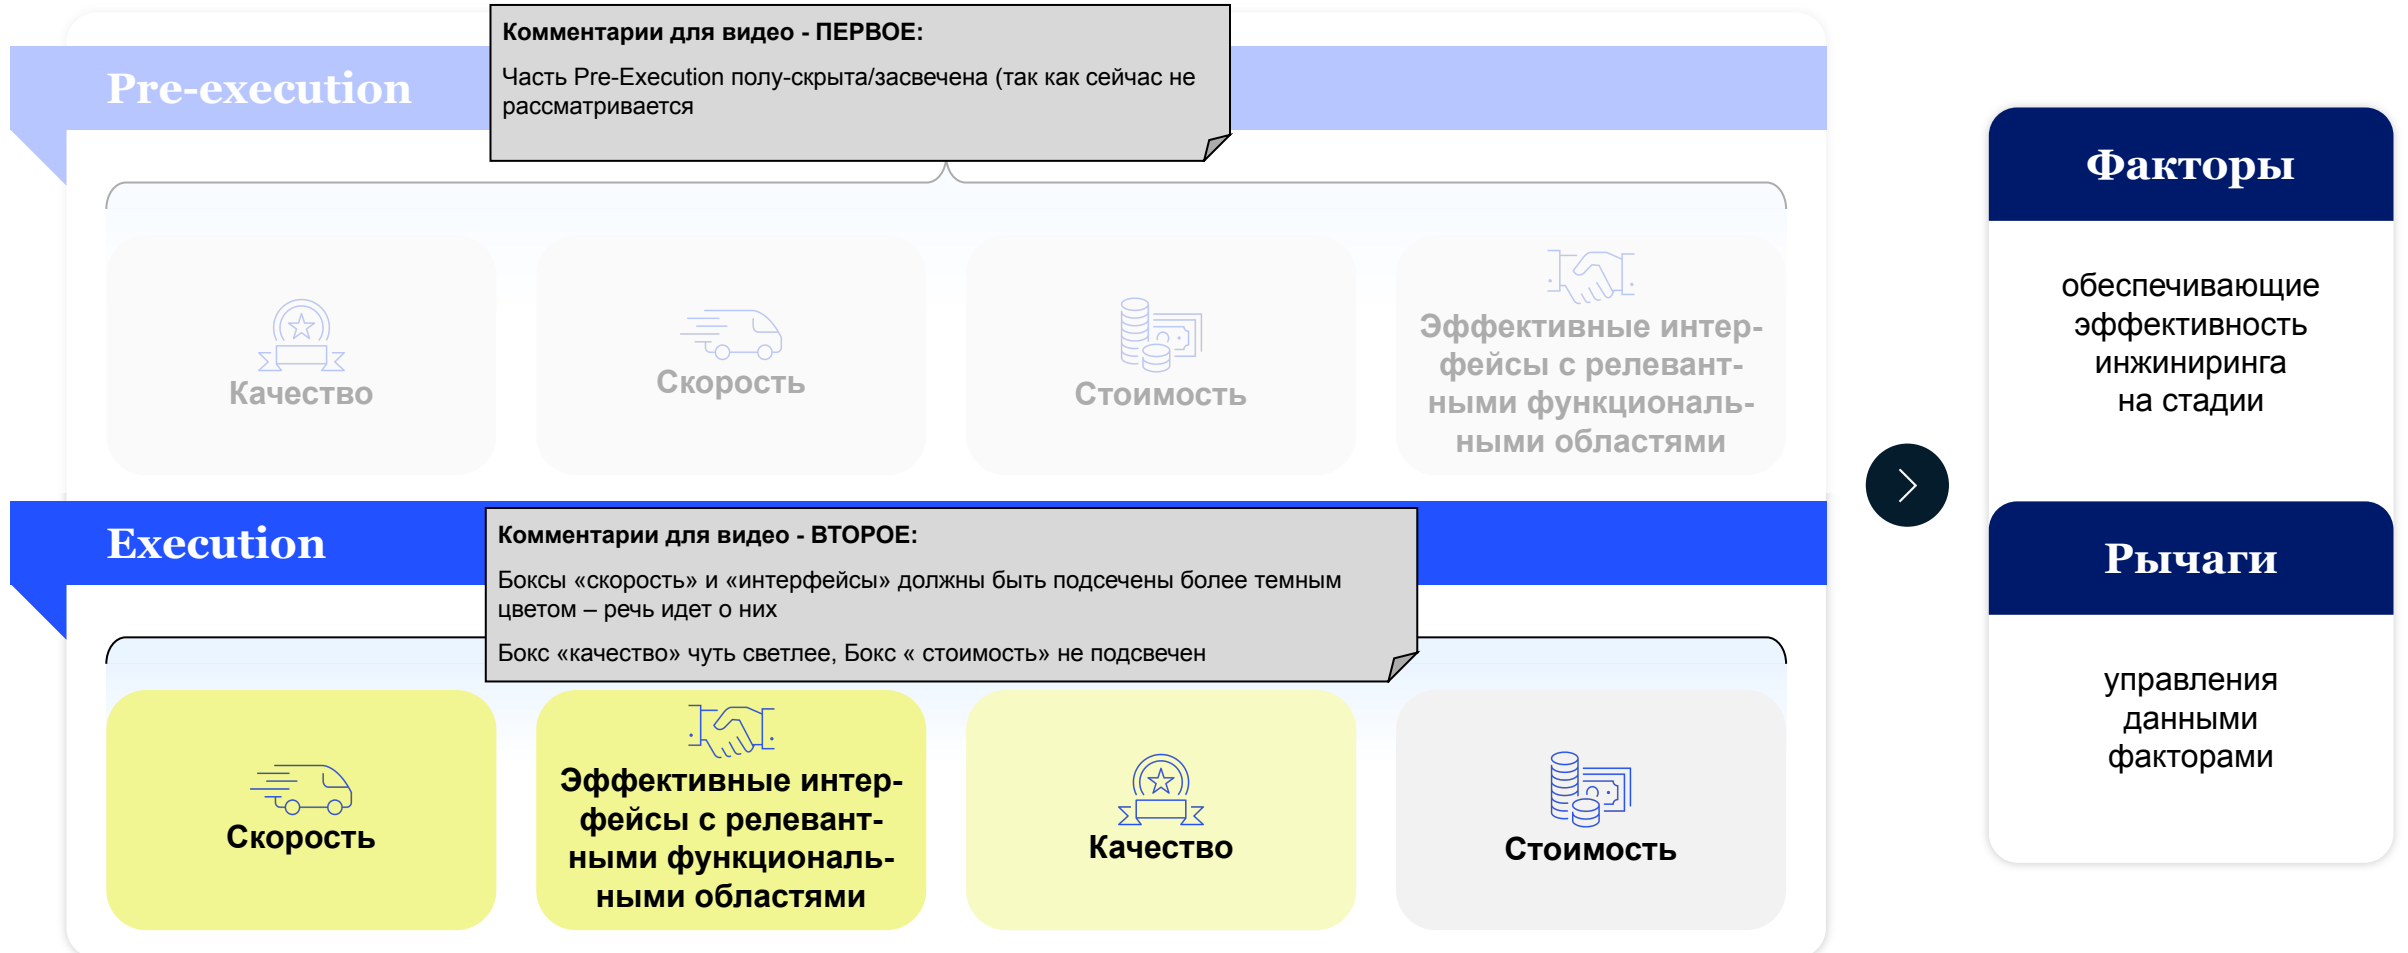 Комментарии для видео - ПЕРВОЕ:
Часть Pre-Execution полу-скрыта/засвечена (так как сейчас не
рассматривается
Pre-execution
Качество
Скорость
Стоимость
Эффективные интер-
фейсы с релевант-
ными функциональ-
ными областями
Execution
Комментарии для видео - ВТОРОЕ:
Боксы «скорость» и «интерфейсы» должны быть подсечены более темным
цветом – речь идет о них
Бокс «качество» чуть светлее, Бокс « стоимость» не подсвечен
Скорость
Эффективные интер-
фейсы с релевант-
ными функциональ-
ными областями
Качество
Стоимость
Факторы
обеспечивающие
эффективность
инжиниринга
на стадии
Рычаги
управления
данными
факторами